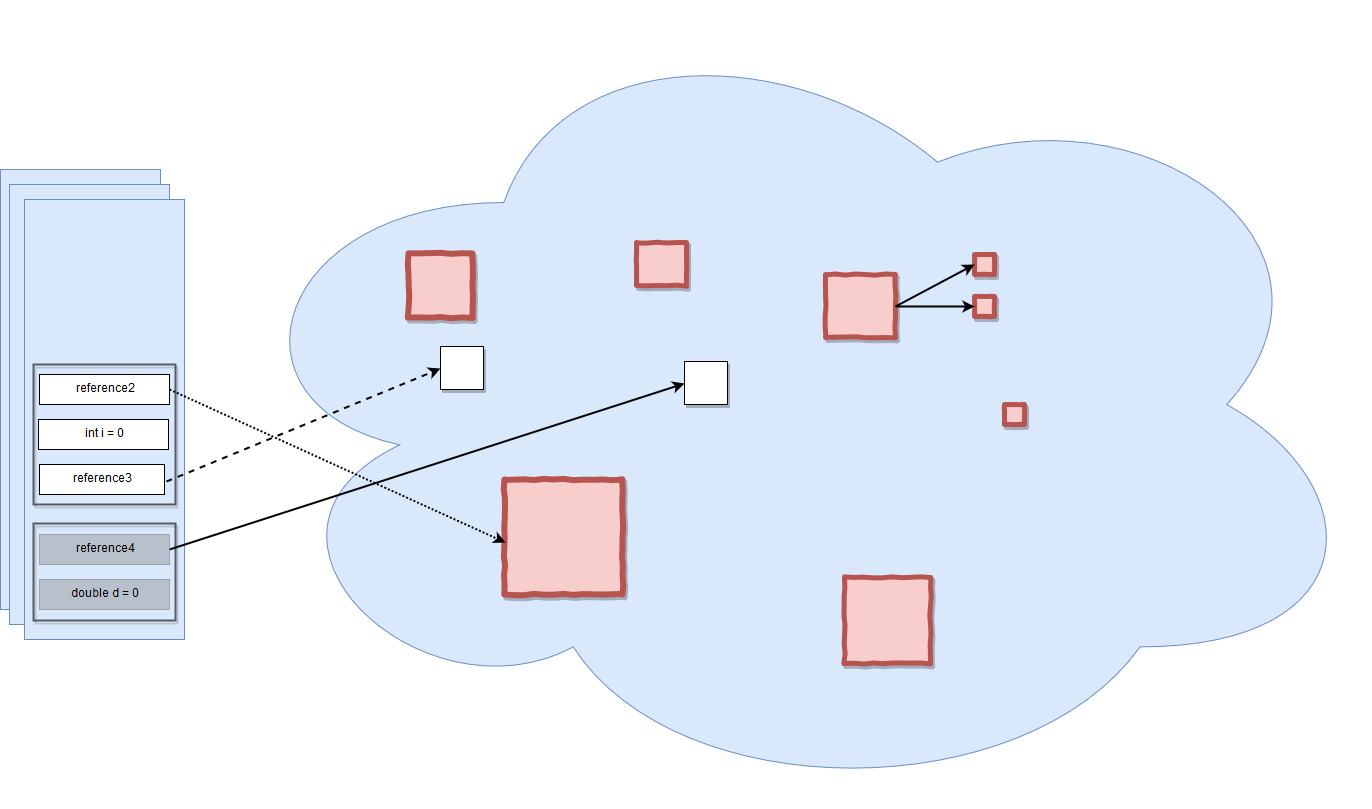 reference2
int i = 0
reference3
reference4
double d = 0